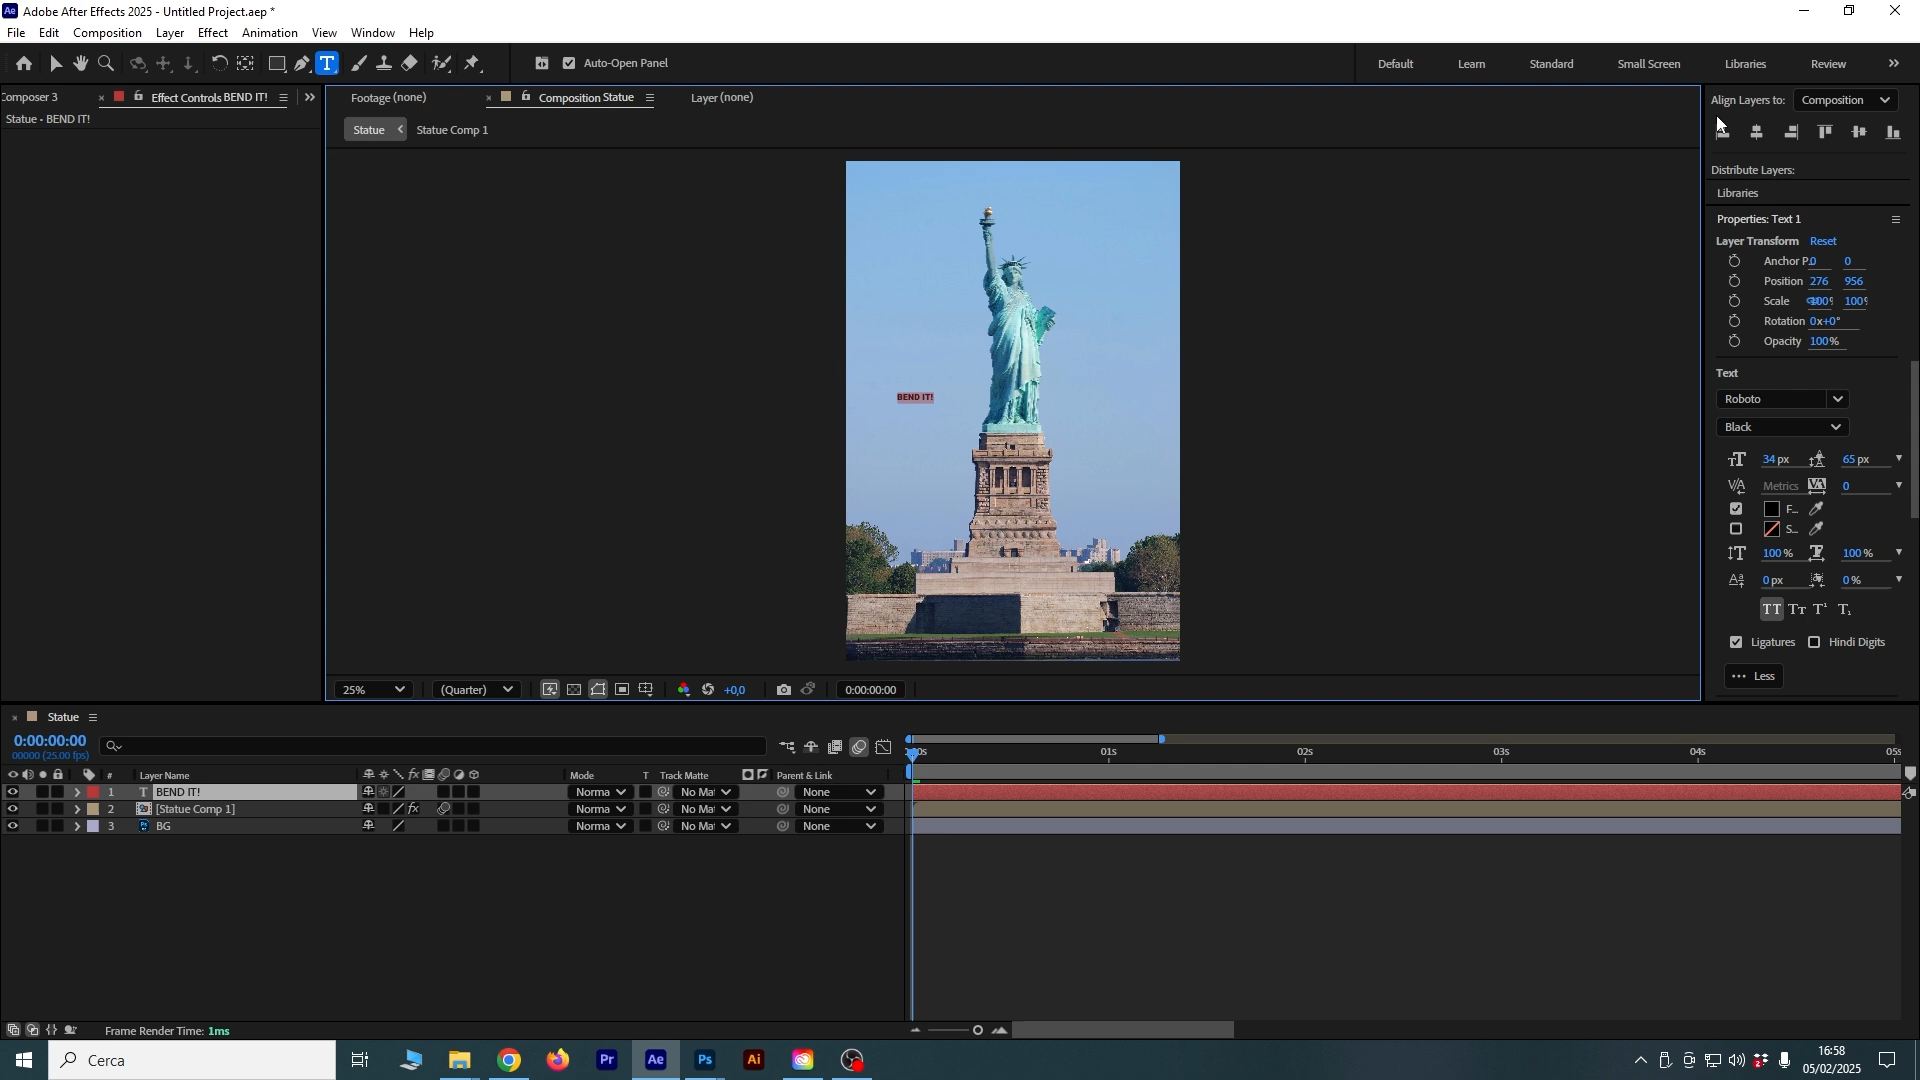 Adobe After Effects 2025 - Untitled Project.aep *
File Edit Composition Layer Effect Animation View Window Help
Auto-Open Panel
Default Learn Standard Small Screen Libraries Review
Composer 3
Effect Controls BEND IT!
Footage (none)
Composition Statue
Layer (none)
Align Layers to: Composition
Statue - BEND IT!
Statue
Statue Comp 1
Distribute Layers:
Libraries
Properties: Text 1
Layer Transform Reset
Anchor P. 0 0
Position 276 956
Scale 100% 100%
Rotation 0x+0°
Opacity 100%
Text
BEND IT!
Roboto
Black
34 px 65 px
Metrics 0
F...
S...
100 % 100 %
0 px 0 %
Ligatures Hindi Digits
Less
25% (Quarter) +0,0 0:00:00:00
Statue
0:00:00:00
00000 (25.00 fps)
01s 02s 03s 04s 05s
# Layer Name Mode T Track Matte Parent & Link
1 T BEND IT! Norma No Mat None
2 [Statue Comp 1] fx Norma No Mat None
3 BG Norma No Mat None
Frame Render Time: 1ms
Cerca
Pr Ae Ps Ai
16:58
05/02/2025